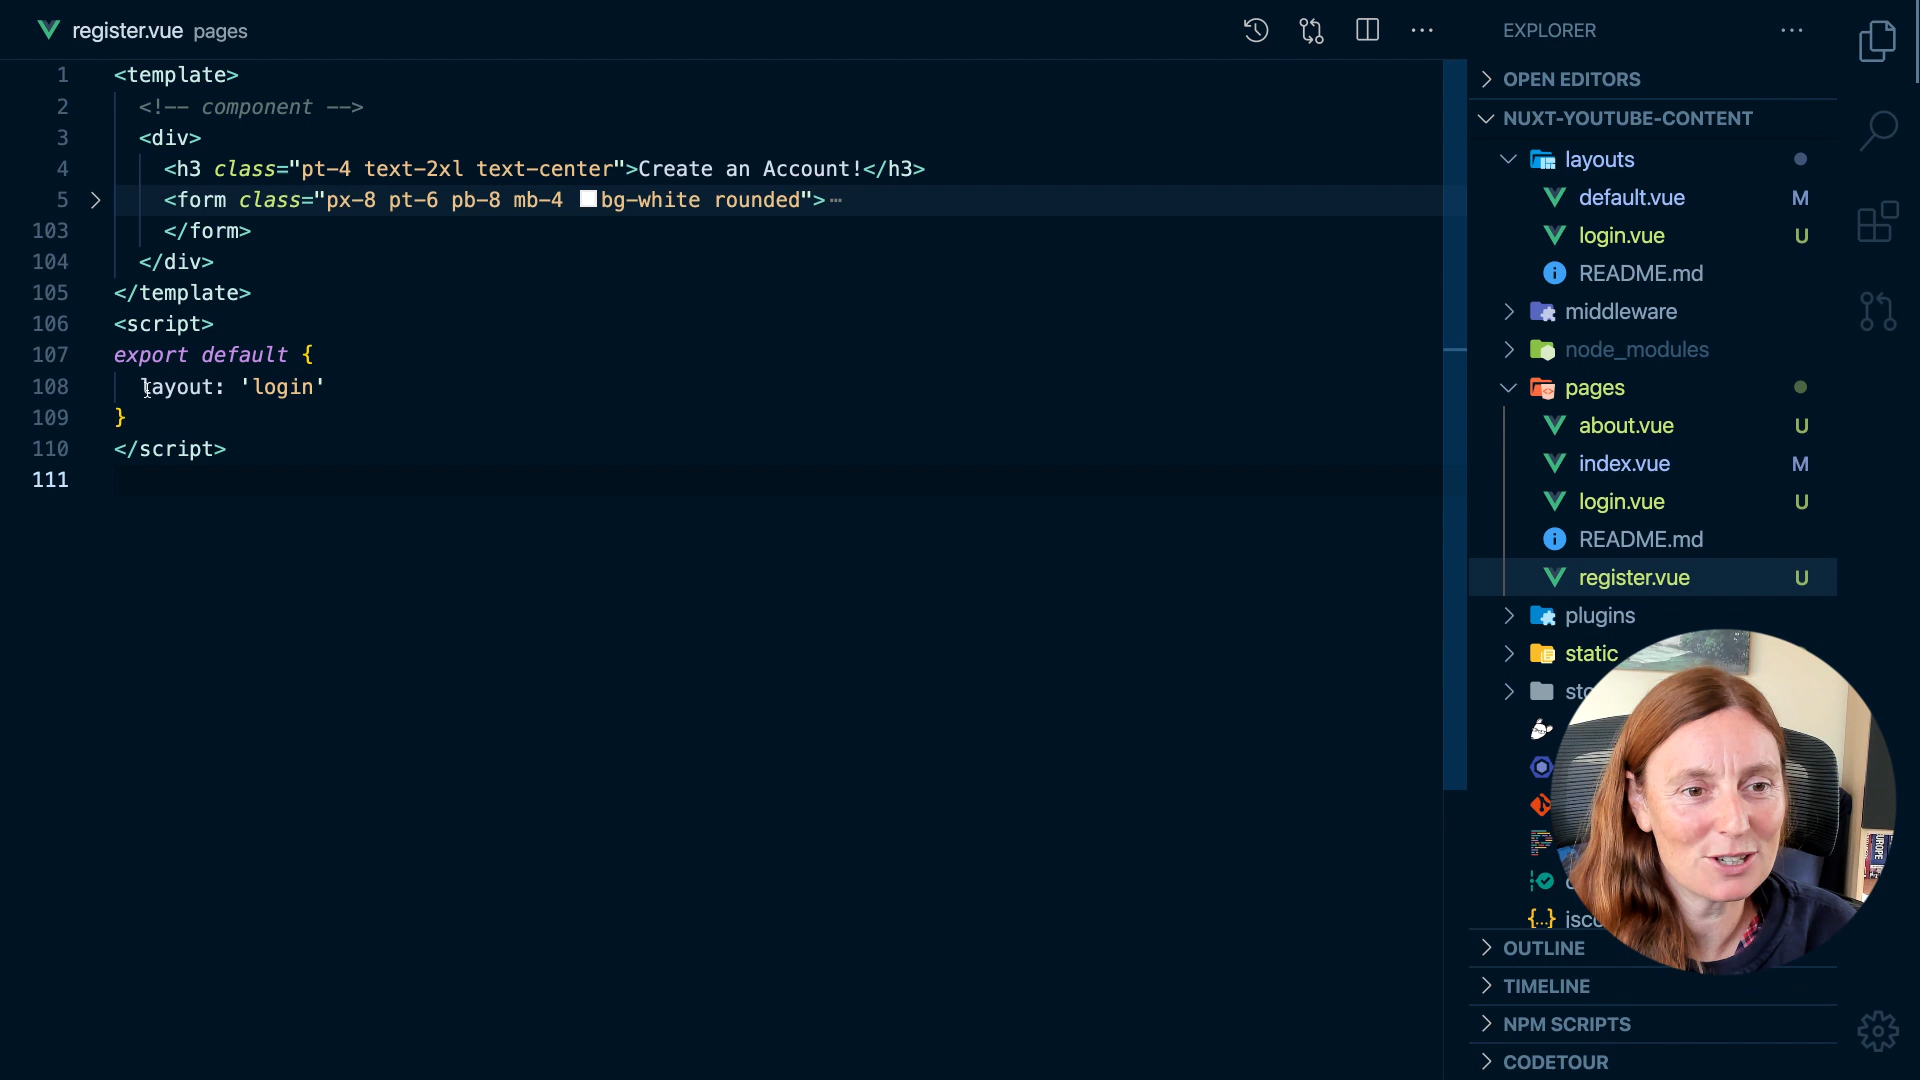 register.vue pages
1 <template>
2 <!-- component -->
3 <div>
4 <h3 class="pt-4 text-2xl text-center">Create an Account!</h3>
5 <form class="px-8 pt-6 pb-8 mb-4 bg-white rounded">
103 </form>
104 </div>
105 </template>
106 <script>
107 export default {
108 layout: 'login'
109 }
110 </script>
111
EXPLORER
OPEN EDITORS
NUXT-YOUTUBE-CONTENT
layouts
default.vue M
login.vue U
README.md
middleware
node_modules
pages
about.vue U
index.vue M
login.vue U
README.md
register.vue U
plugins
static
OUTLINE
TIMELINE
NPM SCRIPTS
CODETOUR